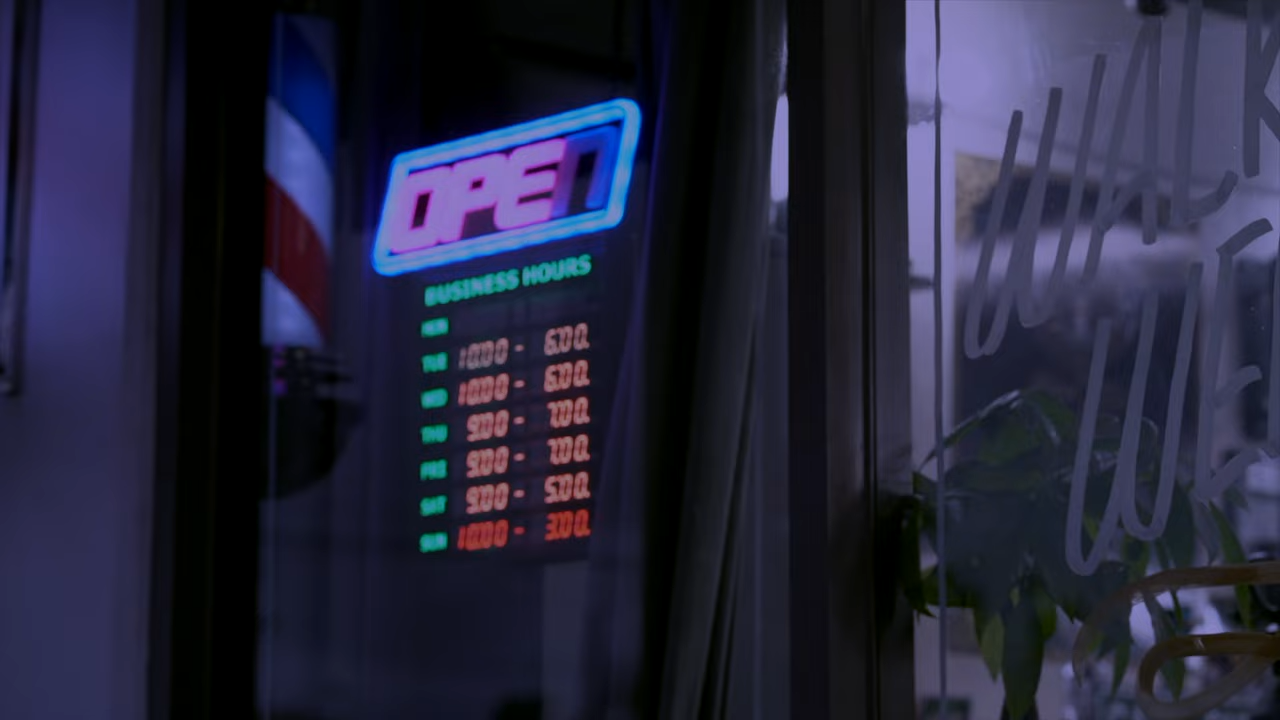 OPEN
BUSINESS HOURS
MON
TUE 10:00 - 6:00
WED 10:00 - 6:00
THU 9:00 - 7:00
FRI 9:00 - 7:00
SAT 9:00 - 5:00
SUN 10:00 - 3:00
WALK